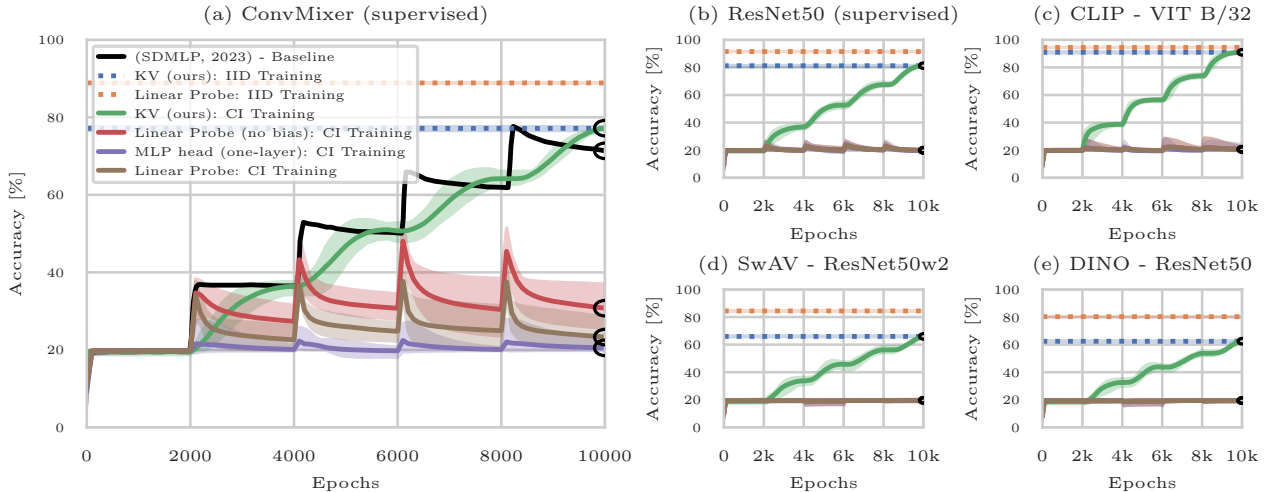 (a) ConvMixer (supervised)
100
80
60
40
20
0
Accuracy [%]
(SDMLP, 2023) - Baseline
KV (ours): IID Training
Linear Probe: IID Training
KV (ours): CI Training
Linear Probe (no bias): CI Training
MLP head (one-layer): CI Training
Linear Probe: CI Training
0 2000 4000 6000 8000 10000
Epochs
(b) ResNet50 (supervised)
100
80
60
40
20
0
Accuracy [%]
0 2k 4k 6k 8k 10k
Epochs
(c) CLIP - VIT B/32
100
80
60
40
20
0
Accuracy [%]
0 2k 4k 6k 8k 10k
Epochs
(d) SwAV - ResNet50w2
100
80
60
40
20
0
Accuracy [%]
0 2k 4k 6k 8k 10k
Epochs
(e) DINO - ResNet50
100
80
60
40
20
0
Accuracy [%]
0 2k 4k 6k 8k 10k
Epochs